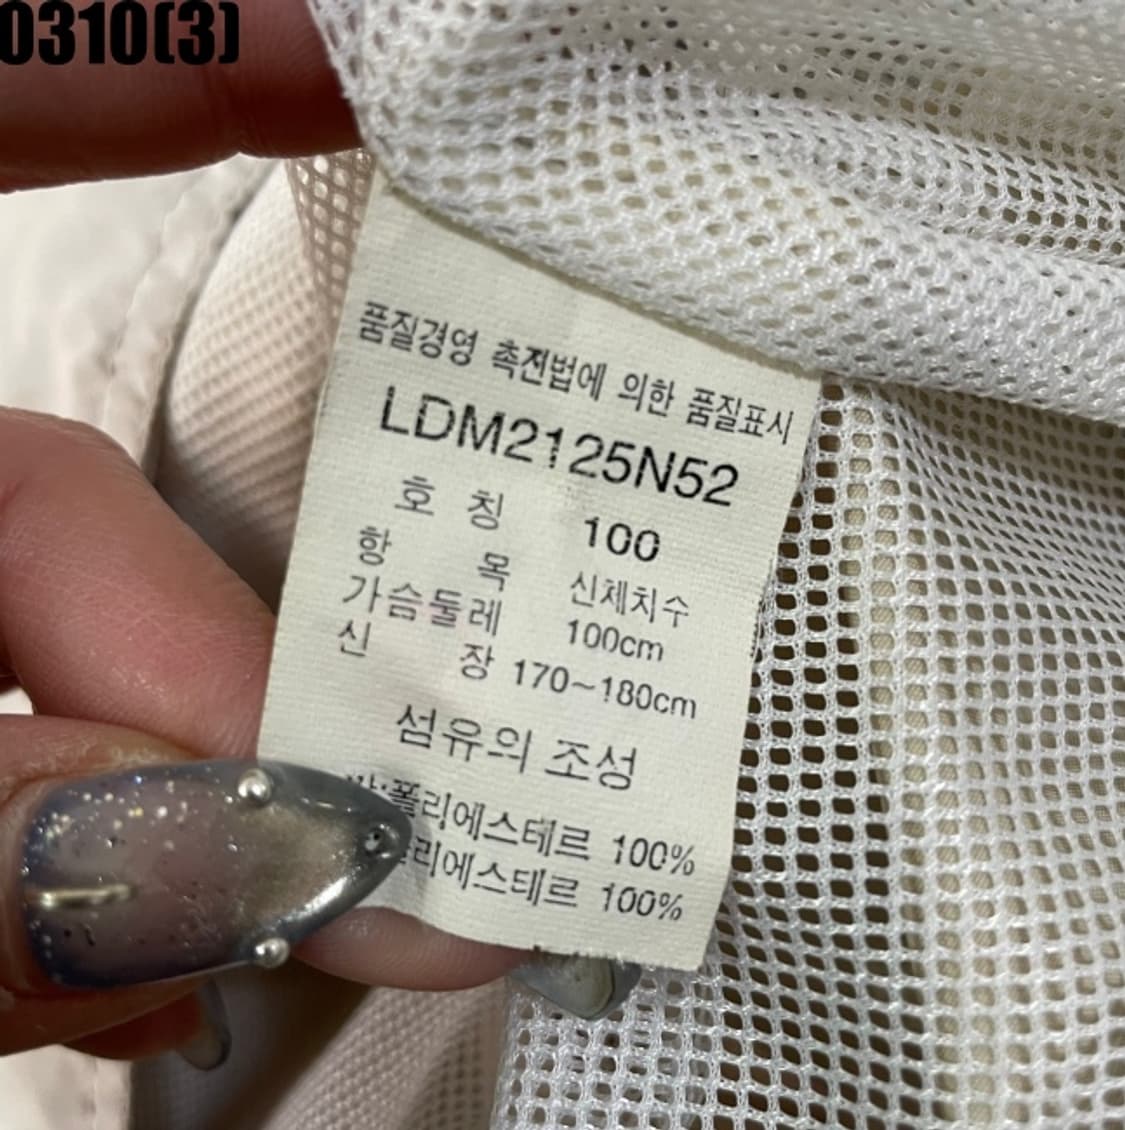 0310(3)
품질경영 촉진법에 의한 품질표시
LDM2125N52
호 칭 100
항 목 신체치수
가슴둘레 100cm
신 장 170~180cm
섬유의 조성
폴리에스테르 100%
리에스테르 100%